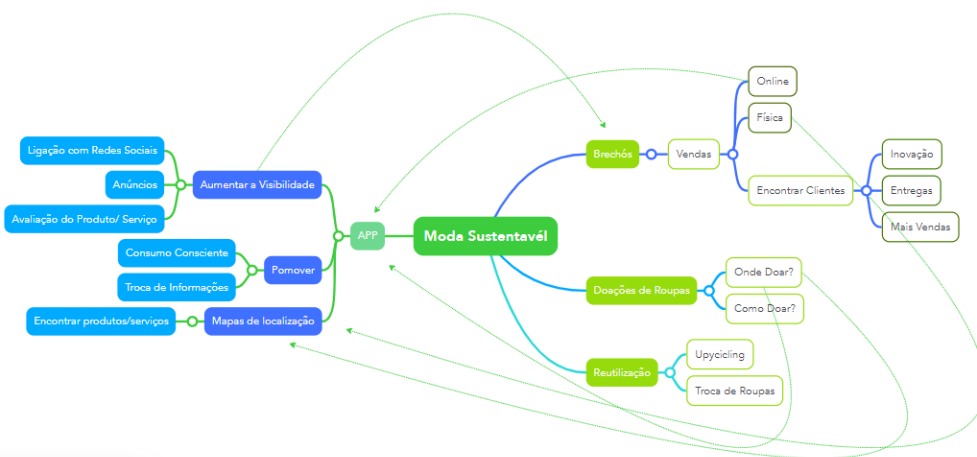 Ligação com Redes Sociais
Anúncios
Avaliação do Produto/ Serviço
Aumentar a Visibilidade
Consumo Consciente
Troca de Informações
Pomover
Encontrar produtos/serviços
Mapas de localização
APP
Moda Sustentavél
Brechós
Vendas
Online
Física
Encontrar Clientes
Inovação
Entregas
Mais Vendas
Doações de Roupas
Onde Doar?
Como Doar?
Reutilização
Upycicling
Troca de Roupas